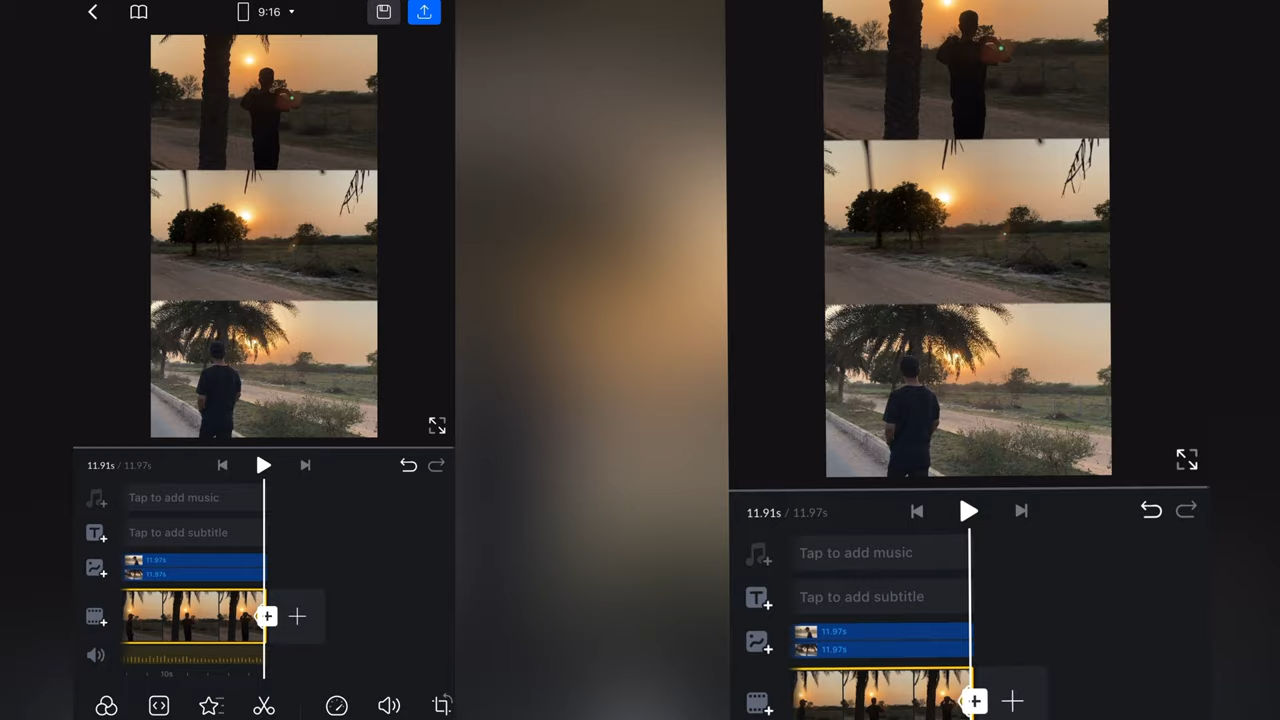 9:16
11.91s / 11.97s
Tap to add music
Tap to add subtitle
11.97s
11.97s
10s
11.91s / 11.97s
Tap to add music
Tap to add subtitle
11.97s
11.97s